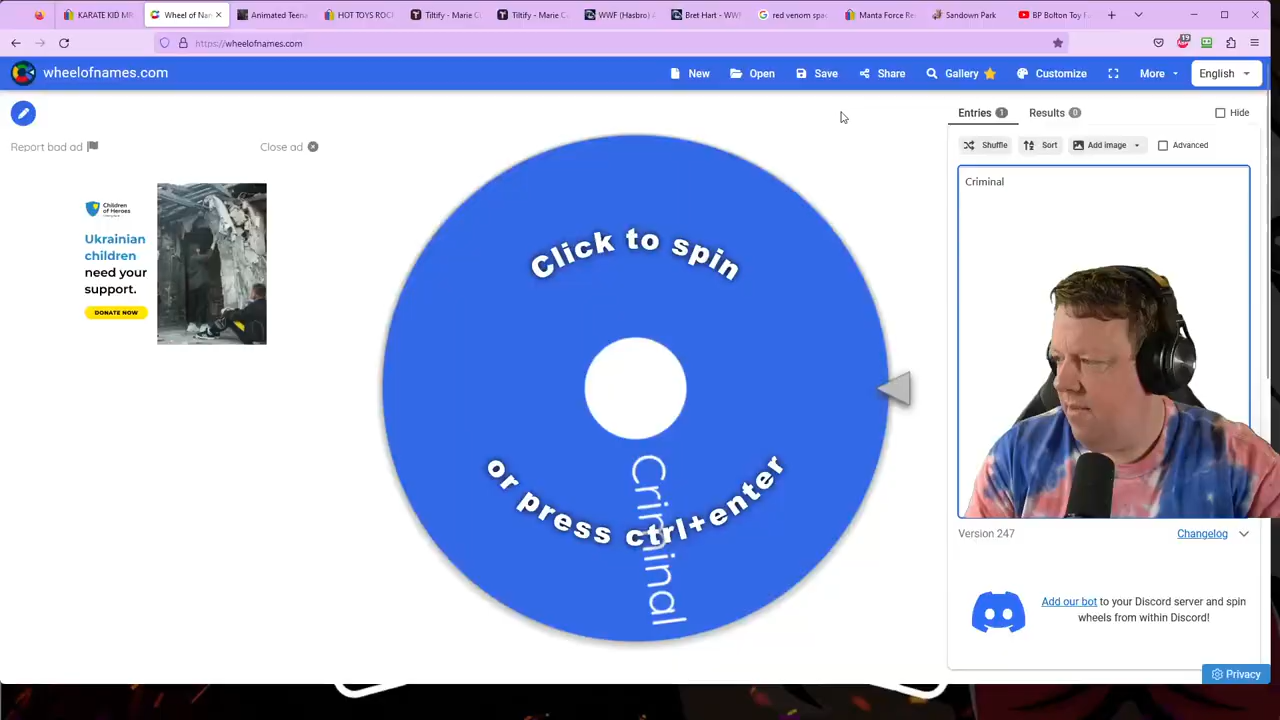 KARATE KID MR
Wheel of Nam
Animated Teena
HOT TOYS ROC
Tiltify - Marie C
Tiltify - Marie C
WWF (Hasbro) A
Bret Hart - WWF
red venom spac
Manta Force Re
Sandown Park
BP Bolton Toy F
https://wheelofnames.com
wheelofnames.com
New
Open
Save
Share
Gallery
Customize
More
English
Report bad ad
Close ad
Entries 1
Results 0
Hide
Shuffle
Sort
Add image
Advanced
Criminal
Children of Heroes
Ukrainian
children
need your
support.
DONATE NOW
Click to spin
or press ctrl+enter
Criminal
Version 247
Changelog
Add our bot to your Discord server and spin
wheels from within Discord!
Privacy